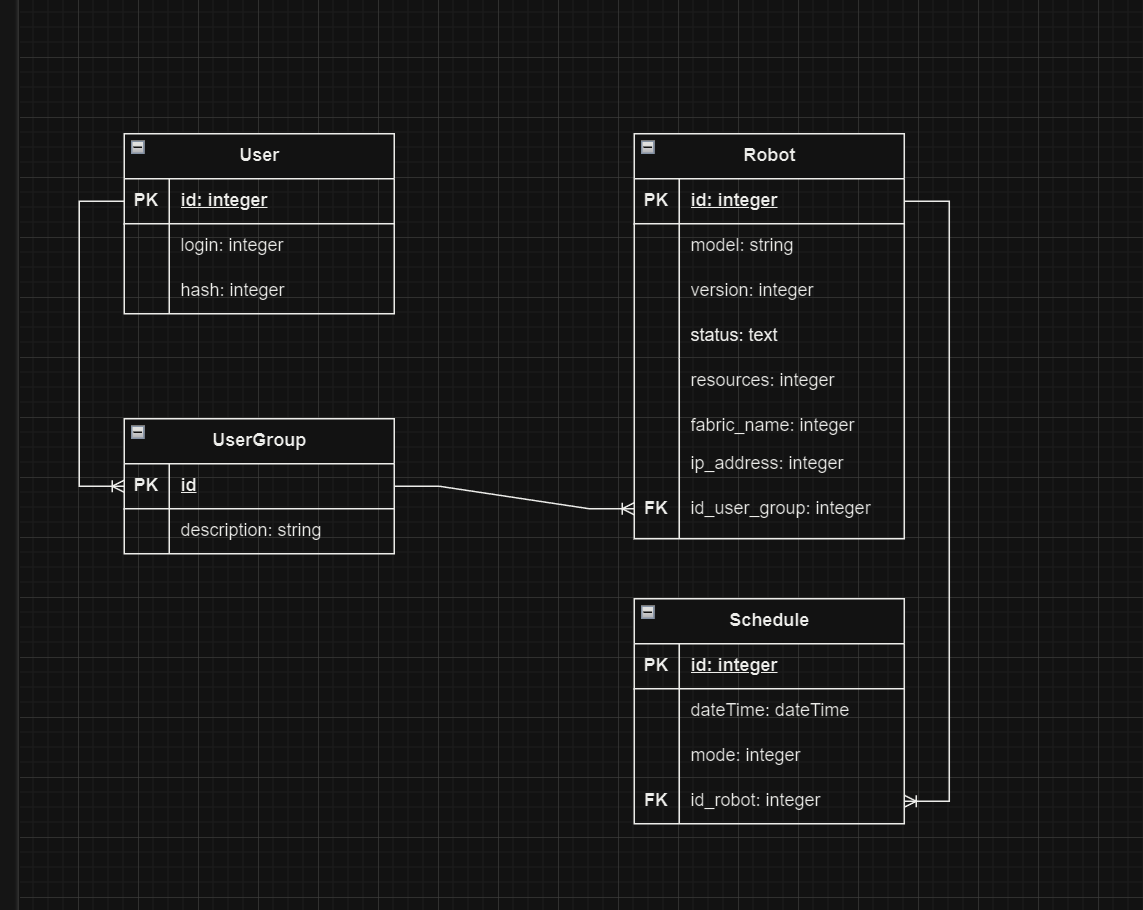 User
PK id: integer
login: integer
hash: integer
UserGroup
PK id
description: string
Robot
PK id: integer
model: string
version: integer
status: text
resources: integer
fabric_name: integer
ip_address: integer
FK id_user_group: integer
Schedule
PK id: integer
dateTime: dateTime
mode: integer
FK id_robot: integer